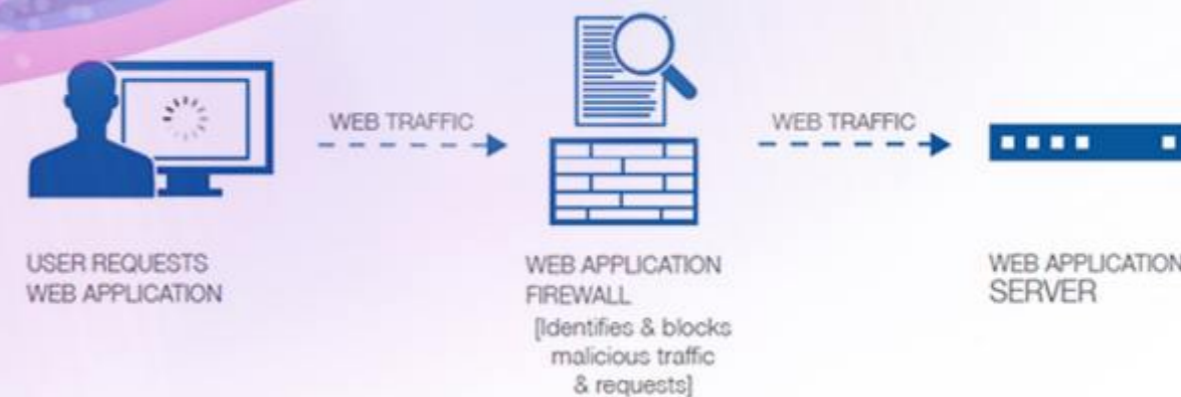 WEB TRAFFIC
WEB TRAFFIC
USER REQUESTS
WEB APPLICATION
WEB APPLICATION
FIREWALL
[Identifies & blocks
malicious traffic
& requests]
WEB APPLICATION
SERVER